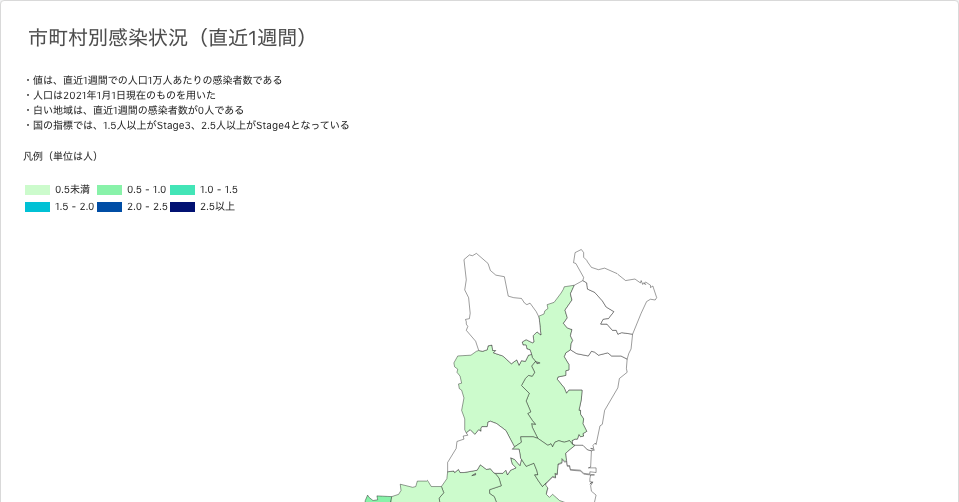 市町村別感染状況（直近1週間）
・値は、直近1週間での人口1万人あたりの感染者数である
・人口は2021年1月1日現在のものを用いた
・白い地域は、直近1週間の感染者数が0人である
・国の指標では、1.5人以上がStage3、2.5人以上がStage4となっている
凡例（単位は人）
0.5未満 0.5 - 1.0 1.0 - 1.5
1.5 - 2.0 2.0 - 2.5 2.5以上